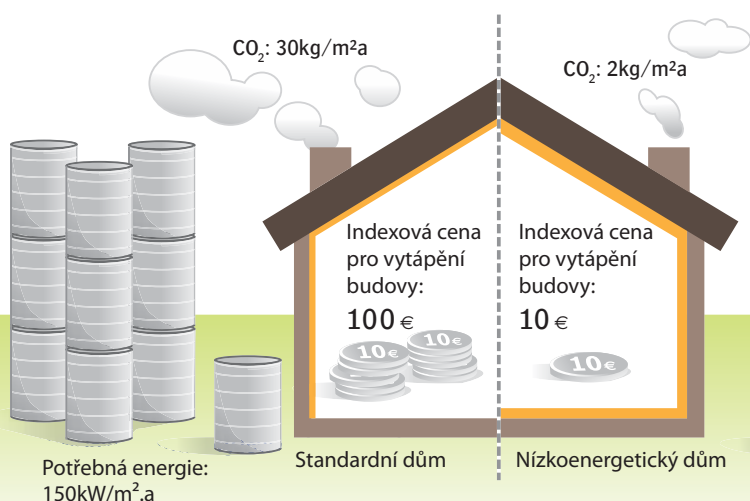 CO₂: 30kg/m²a
CO₂: 2kg/m²a
Indexová cena
pro vytápění
budovy:
100 €
Indexová cena
pro vytápění
budovy:
10 €
10€
10€
10€
Potřebná energie:
150kW/m².a
Standardní dům
Nízkoenergetický dům